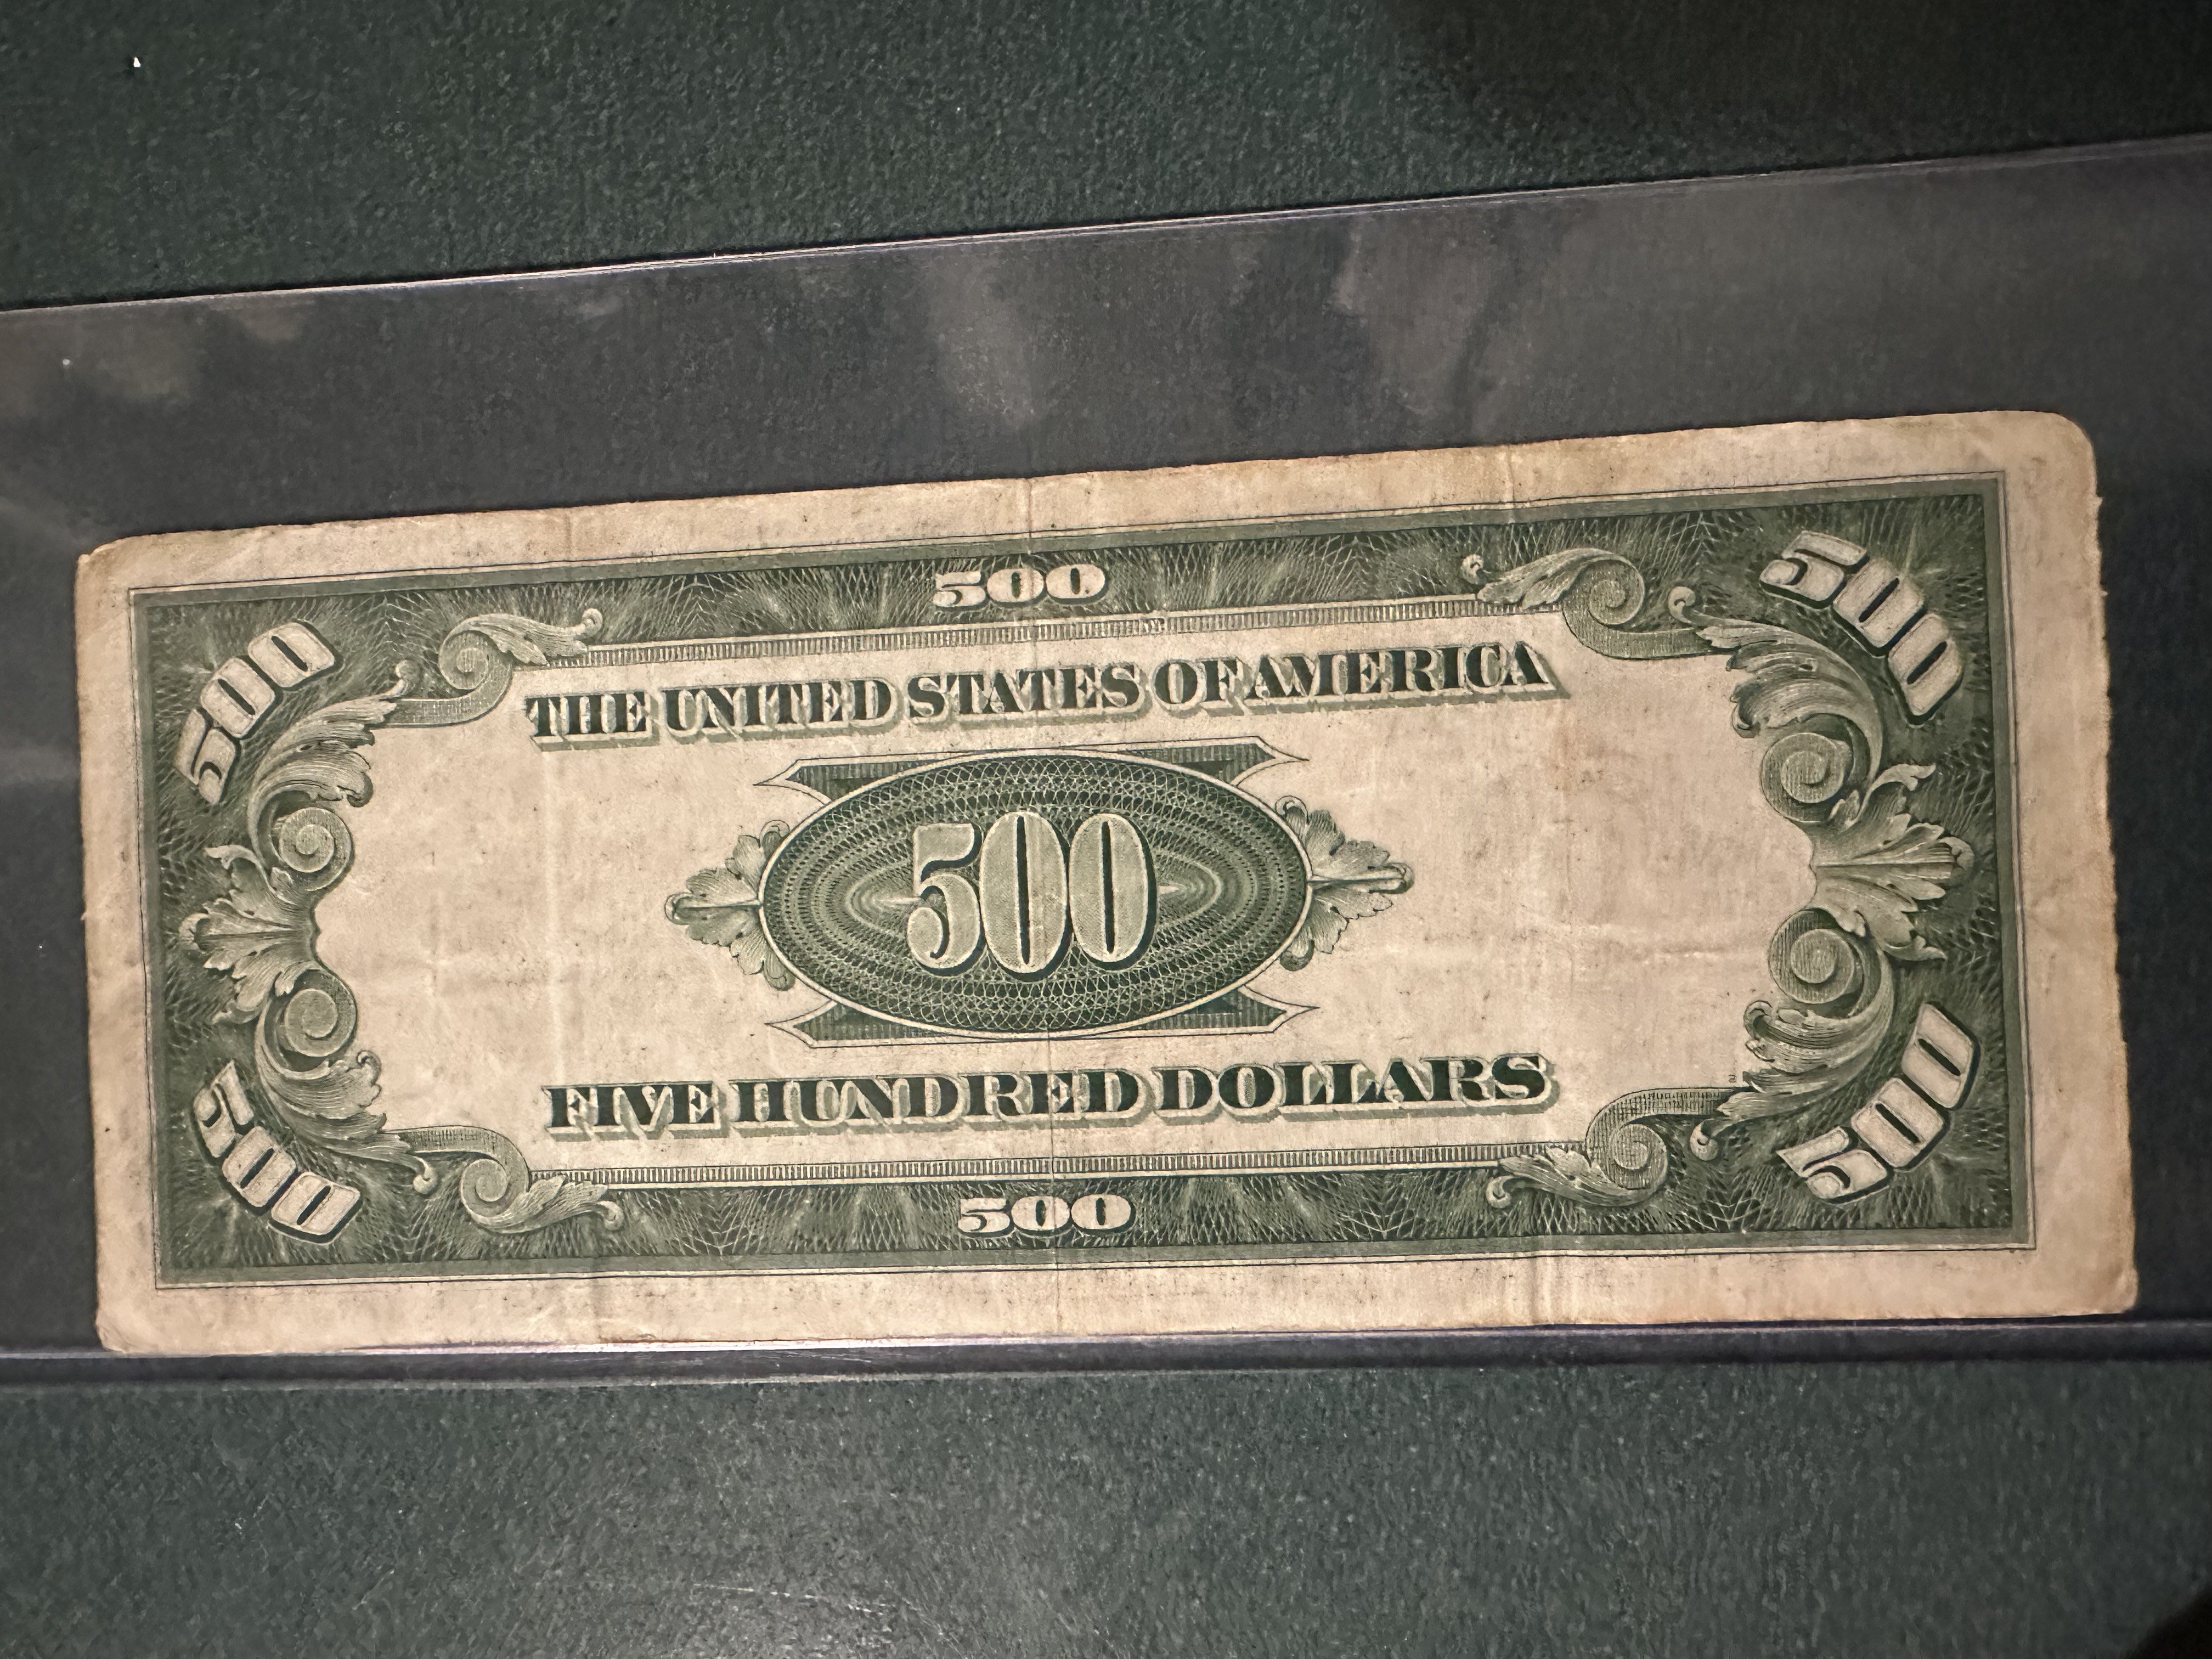 500 500 500
THE UNITED STATES OF AMERICA
500
FIVE HUNDRED DOLLARS
500 500 500